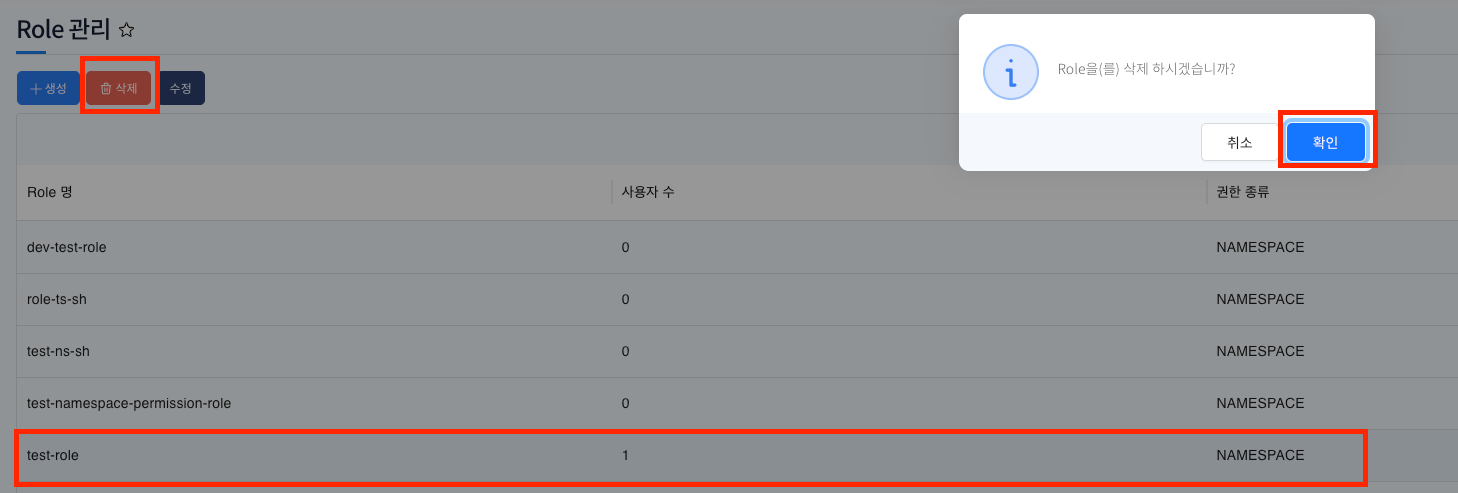 Role 관리
Role을(를) 삭제 하시겠습니까?
생성 삭제 수정
취소 확인
Role 명 사용자 수 권한 종류
dev-test-role 0 NAMESPACE
role-ts-sh 0 NAMESPACE
test-ns-sh 0 NAMESPACE
test-namespace-permission-role 0 NAMESPACE
test-role 1 NAMESPACE